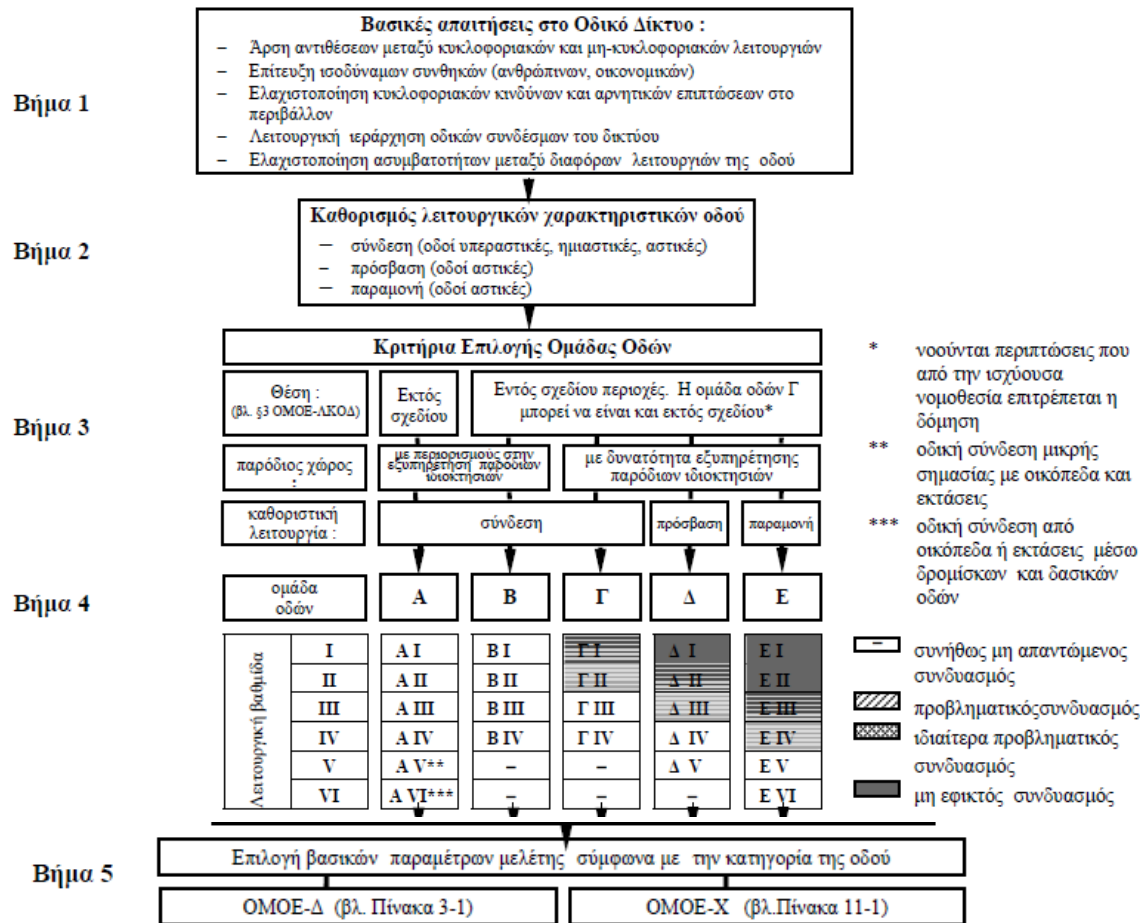 Βασικές απαιτήσεις στο Οδικό Δίκτυο :
– Άρση αντιθέσεων μεταξύ κυκλοφοριακών και μη-κυκλοφοριακών λειτουργιών
– Επίτευξη ισοδύναμων συνθηκών (ανθρώπινων, οικονομικών)
Βήμα 1
– Ελαχιστοποίηση κυκλοφοριακών κινδύνων και αρνητικών επιπτώσεων στο
περιβάλλον
– Λειτουργική ιεράρχηση οδικών συνδέσμων του δικτύου
– Ελαχιστοποίηση ασυμβατοτήτων μεταξύ διαφόρων λειτουργιών της οδού
Καθορισμός λειτουργικών χαρακτηριστικών οδού
Βήμα 2
– σύνδεση (οδοί υπεραστικές, ημιαστικές, αστικές)
– πρόσβαση (οδοί αστικές)
– παραμονή (οδοί αστικές)
Κριτήρια Επιλογής Ομάδας Οδών
Βήμα 3
Θέση :
(βλ. §3 ΟΜΟΕ-ΛΚΟΔ)
Εκτός
σχεδίου
Εντός σχεδίου περιοχές. Η ομάδα οδών Γ
μπορεί να είναι και εκτός σχεδίου*
παρόδιος χώρος
:
με περιορισμούς στην
εξυπηρέτηση παρόδιων
ιδιοκτησιών
με δυνατότητα εξυπηρέτησης
παρόδιων ιδιοκτησιών
καθοριστική
λειτουργία :
σύνδεση
πρόσβαση
παραμονή
* νοούνται περιπτώσεις που
από την ισχύουσα
νομοθεσία επιτρέπεται η
δόμηση
** οδική σύνδεση μικρής
σημασίας με οικόπεδα και
εκτάσεις
*** οδική σύνδεση από
οικόπεδα ή εκτάσεις μέσω
δρομίσκων και δασικών
οδών
Βήμα 4
ομάδα
οδών
Α Β Γ Δ Ε
Λειτουργική βαθμίδα
I Α I Β I Γ I Δ I Ε I
II Α II Β II Γ II Δ II Ε II
III Α III Β III Γ III Δ III Ε III
IV Α IV Β IV Γ IV Δ IV Ε IV
V Α V** – – Δ V Ε V
VI Α VI*** – – – Ε VI
– συνήθως μη απαντώμενος
συνδυασμός
προβληματικόςσυνδυασμός
ιδιαίτερα προβληματικός
συνδυασμός
μη εφικτός συνδυασμός
Βήμα 5
Επιλογή βασικών παραμέτρων μελέτης σύμφωνα με την κατηγορία της οδού
ΟΜΟΕ-Δ (βλ. Πίνακα 3-1)
ΟΜΟΕ-Χ (βλ.Πίνακα 11-1)